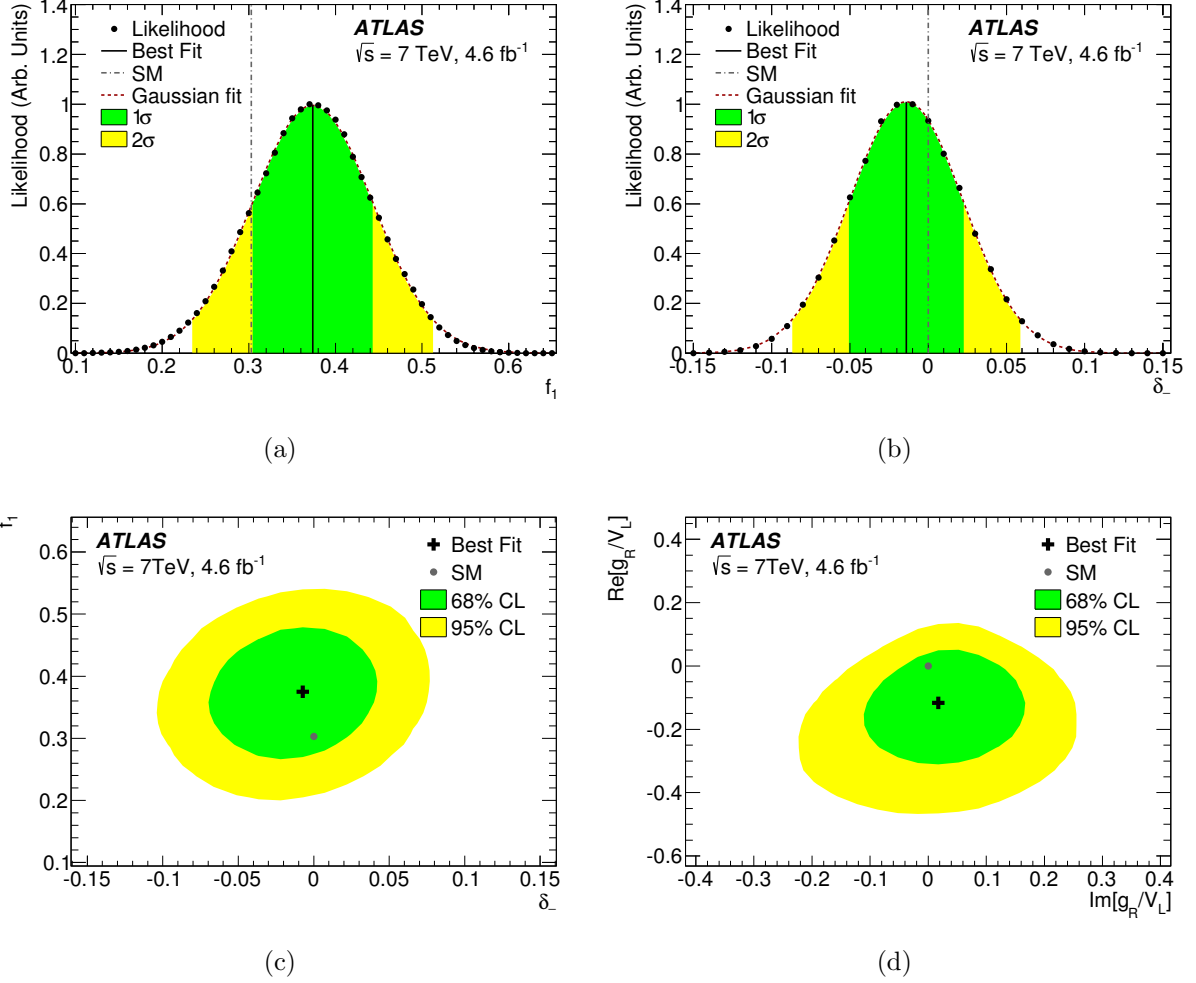 Likelihood (Arb. Units)
1.4
1.2
1
0.8
0.6
0.4
0.2
0
Likelihood
Best Fit
SM
Gaussian fit
1σ
2σ
ATLAS
√s = 7 TeV, 4.6 fb⁻¹
0.1 0.2 0.3 0.4 0.5 0.6
f₁
(a)
Likelihood (Arb. Units)
1.4
1.2
1
0.8
0.6
0.4
0.2
0
Likelihood
Best Fit
SM
Gaussian fit
1σ
2σ
ATLAS
√s = 7 TeV, 4.6 fb⁻¹
-0.15 -0.1 -0.05 0 0.05 0.1 0.15
δ₋
(b)
f₁
0.6
0.5
0.4
0.3
0.2
0.1
ATLAS
√s = 7TeV, 4.6 fb⁻¹
Best Fit
SM
68% CL
95% CL
-0.15 -0.1 -0.05 0 0.05 0.1 0.15
δ₋
(c)
Re[g_R/V_L]
0.4
0.2
0
-0.2
-0.4
-0.6
ATLAS
√s = 7TeV, 4.6 fb⁻¹
Best Fit
SM
68% CL
95% CL
-0.4 -0.3 -0.2 -0.1 0 0.1 0.2 0.3 0.4
Im[g_R/V_L]
(d)